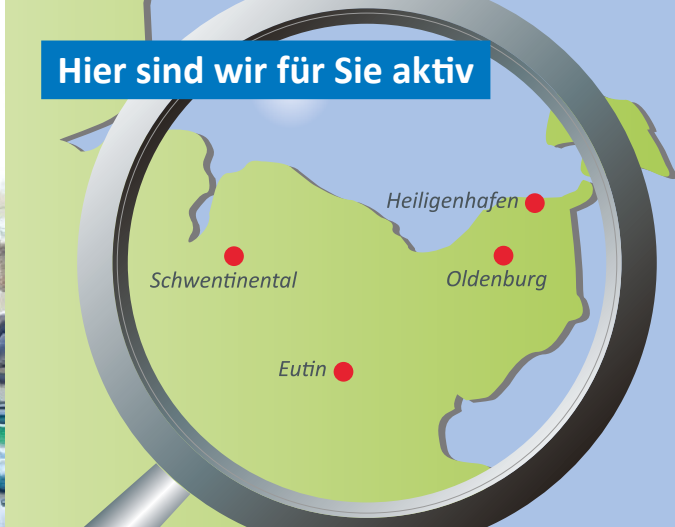 Hier sind wir für Sie aktiv
Heiligenhafen
Schwentinental
Oldenburg
Eutin